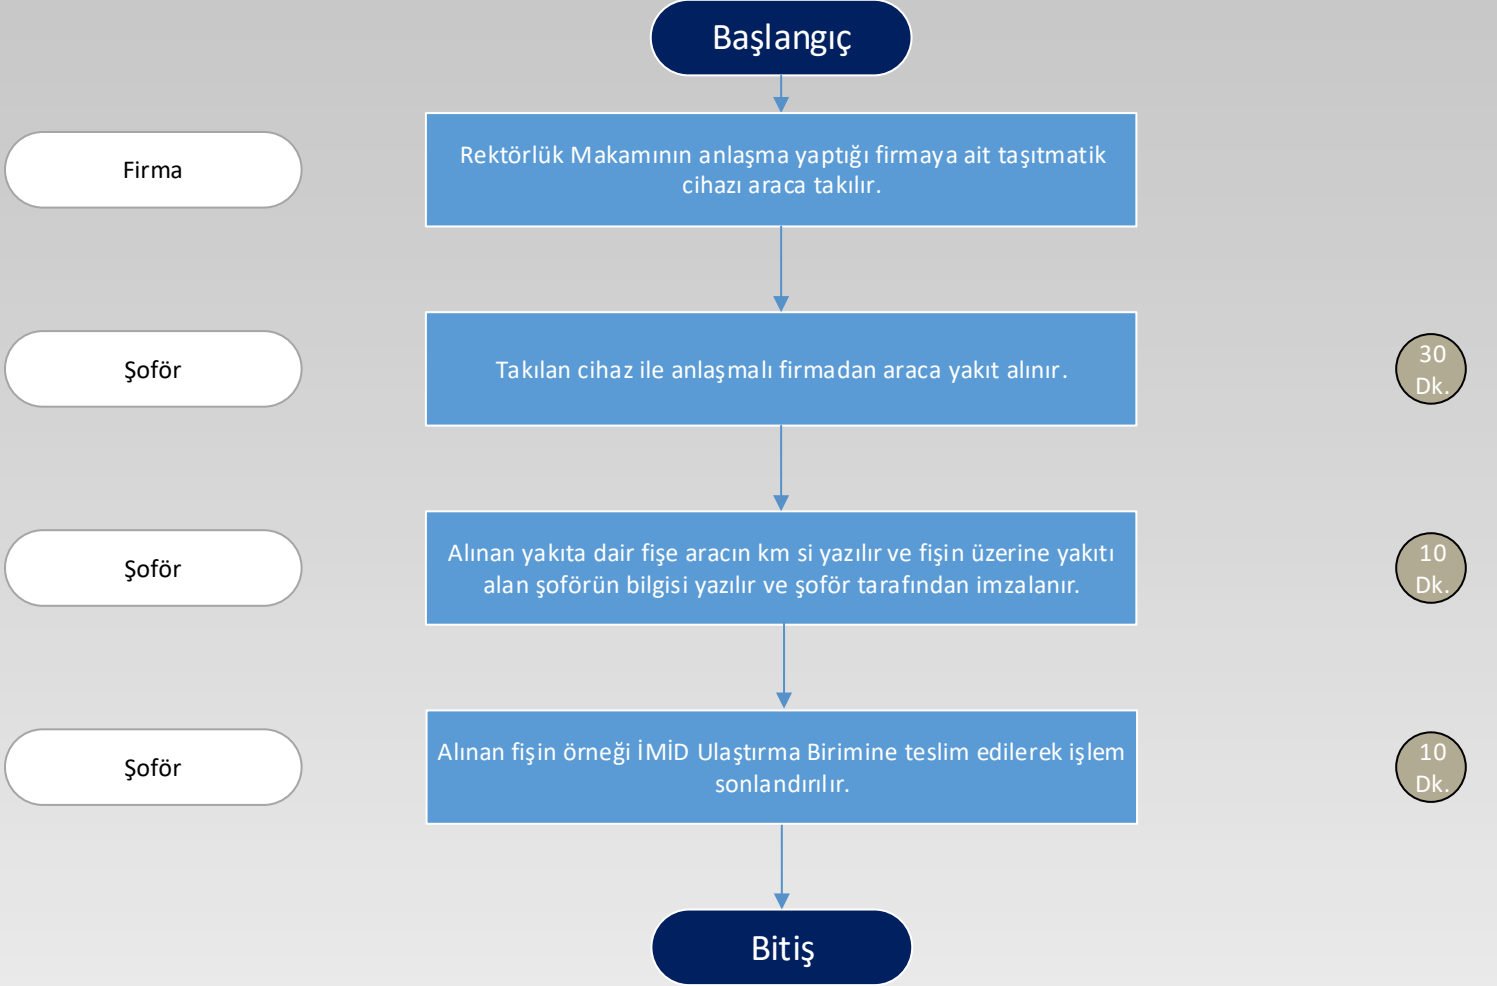 Başlangıç
Firma
Rektörlük Makamının anlaşma yaptığı firmaya ait taşıtmatik
cihazı araca takılır.
Şoför
Takılan cihaz ile anlaşmalı firmadan araca yakıt alınır.
30
Dk.
Şoför
Alınan yakıta dair fişe aracın km si yazılır ve fişin üzerine yakıtı
alan şoförün bilgisi yazılır ve şoför tarafından imzalanır.
10
Dk.
Şoför
Alınan fişin örneği İMİD Ulaştırma Birimine teslim edilerek işlem
sonlandırılır.
10
Dk.
Bitiş